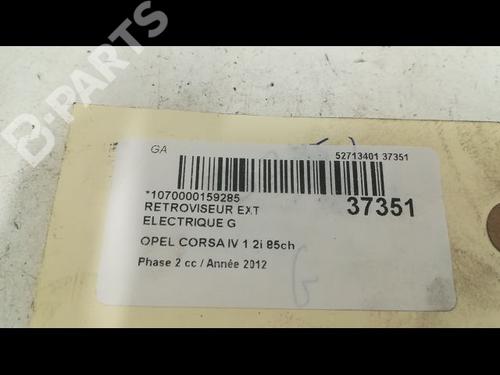 B-PARTS
GA
52713401 37351
*1070000159285
37351
RETROVISEUR EXT
ELECTRIQUE G
OPEL CORSA IV 1 2i 85ch
Phase 2 cc / Année 2012
G